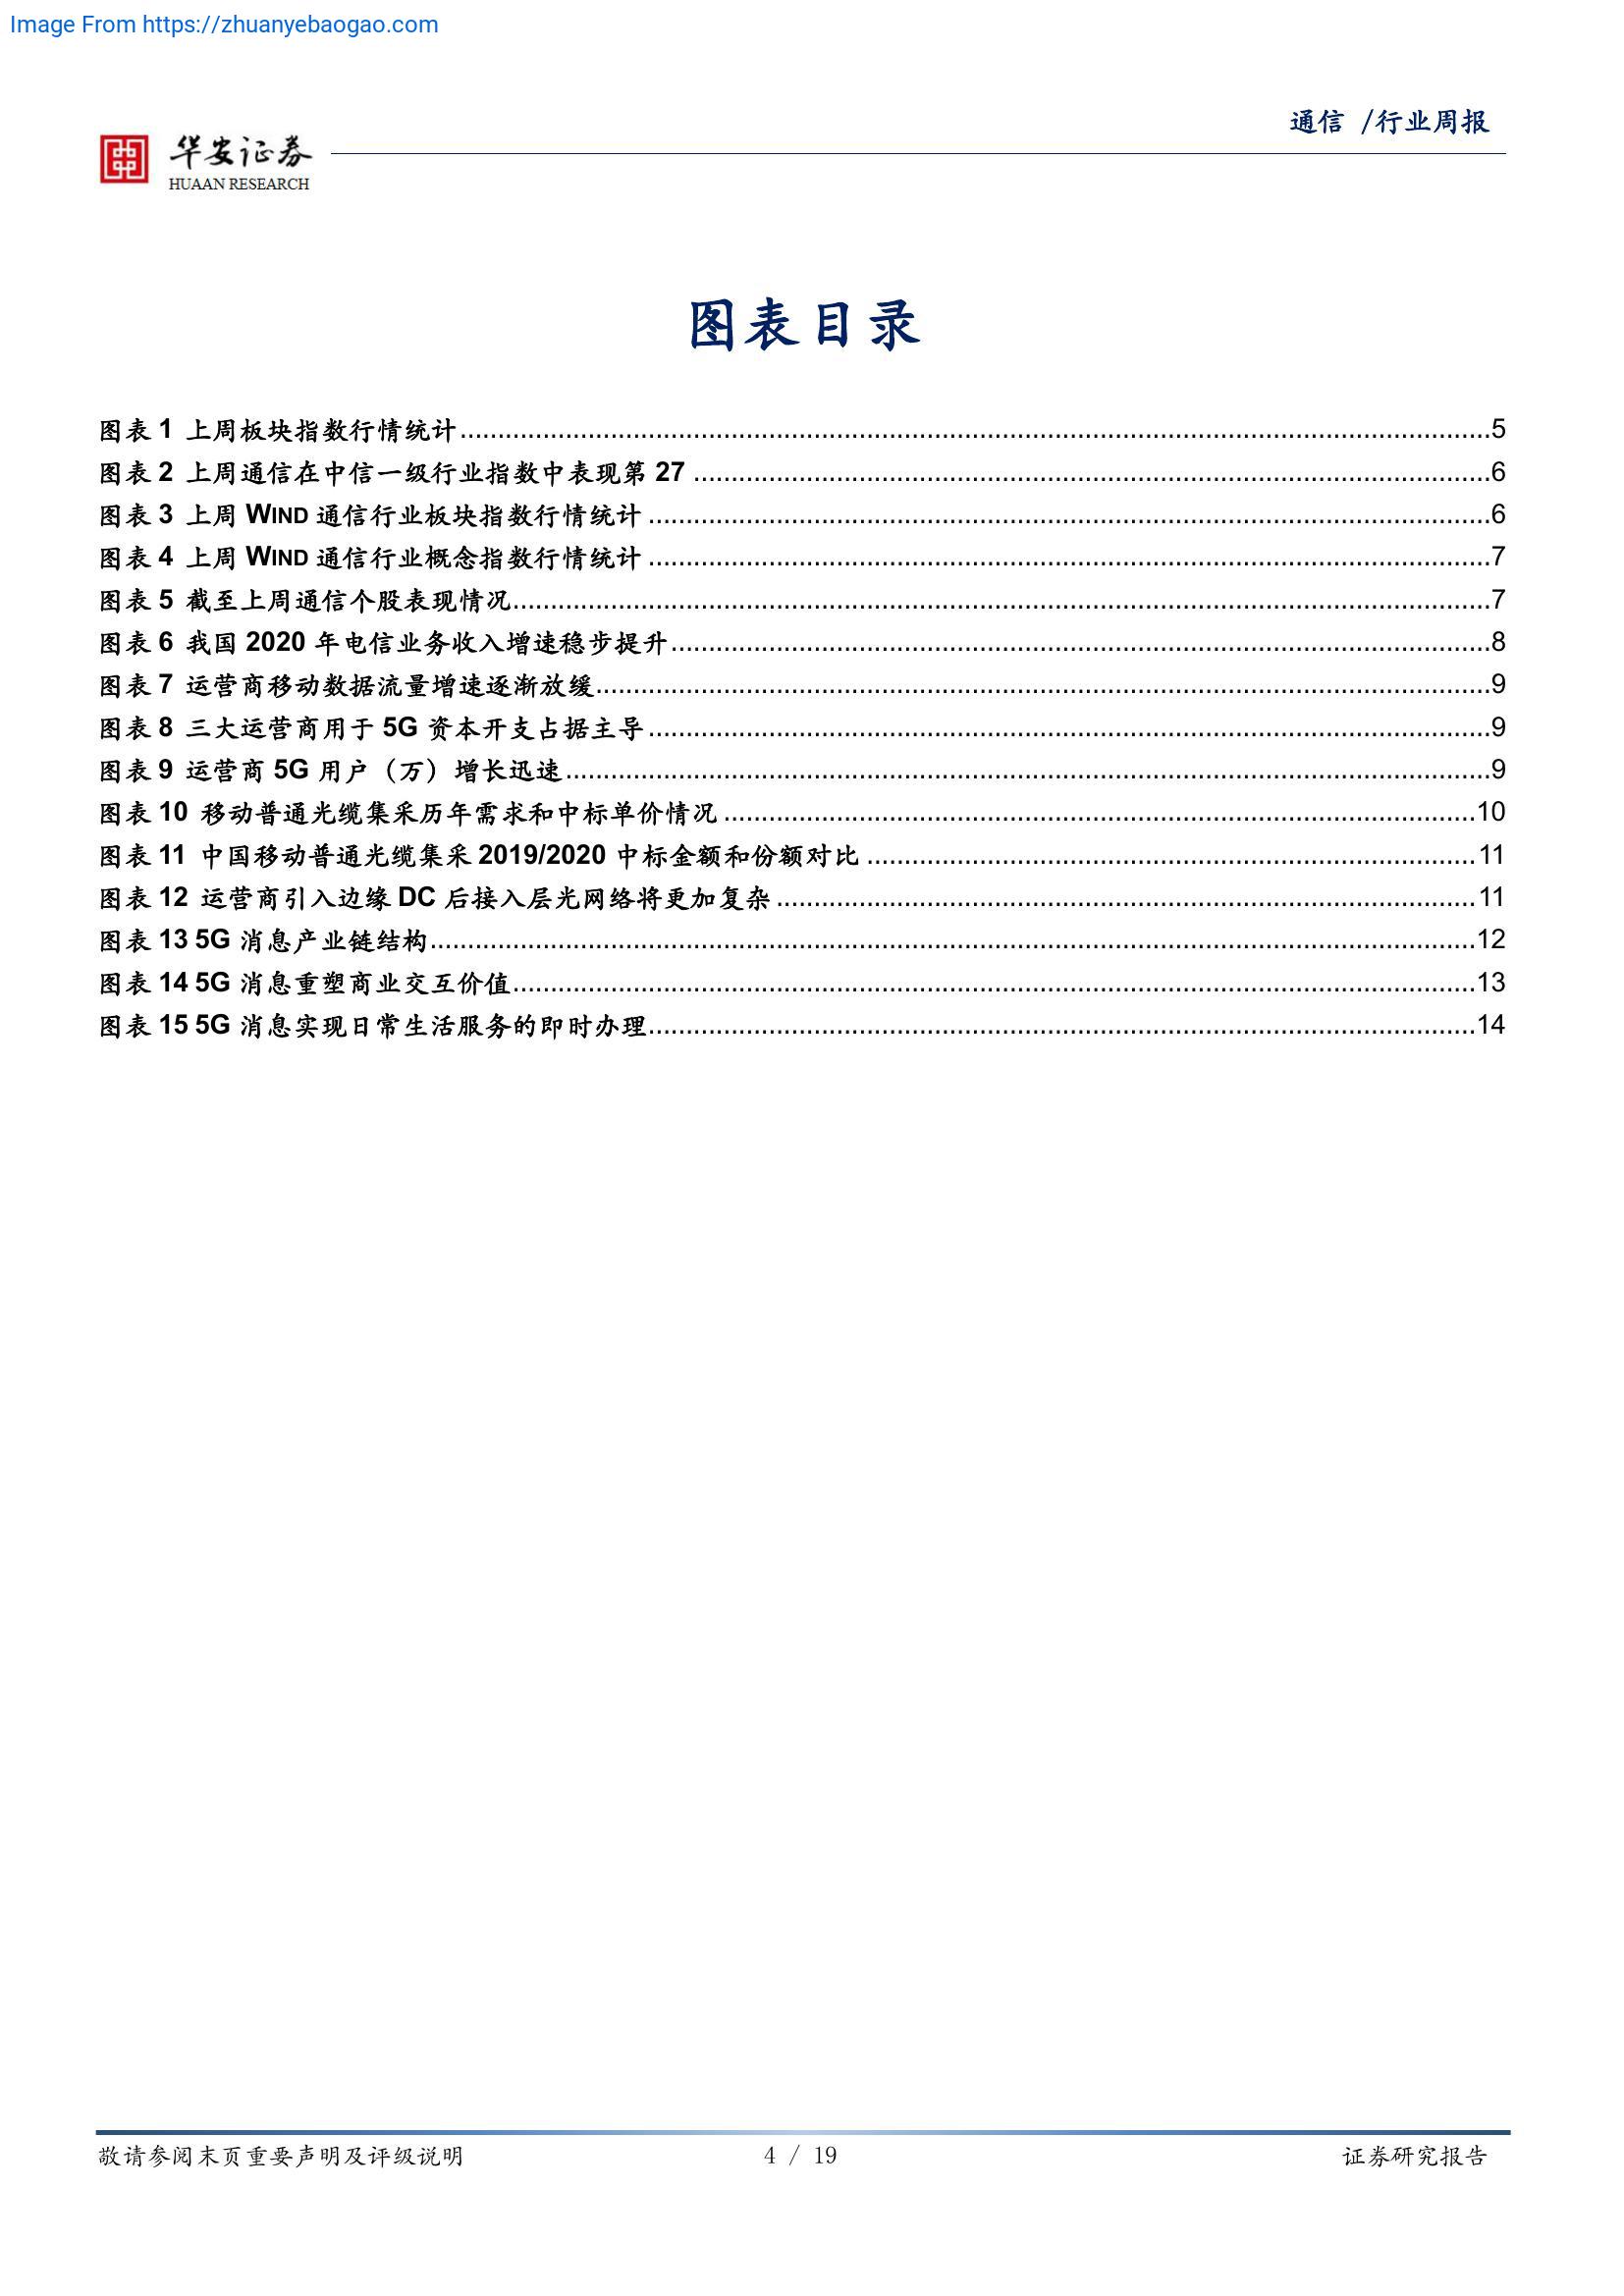 Image From https://zhuanyebaogao.com
通信 /行业周报
华安证券
HUAAN RESEARCH
图表目录
图表 1 上周板块指数行情统计.....5
图表 2 上周通信在中信一级行业指数中表现第 27.....6
图表 3 上周 WIND 通信行业板块指数行情统计.....6
图表 4 上周 WIND 通信行业概念指数行情统计.....7
图表 5 截至上周通信个股表现情况.....7
图表 6 我国 2020 年电信业务收入增速稳步提升.....8
图表 7 运营商移动数据流量增速逐渐放缓.....9
图表 8 三大运营商用于 5G 资本开支占据主导.....9
图表 9 运营商 5G 用户（万）增长迅速.....9
图表 10 移动普通光缆集采历年需求和中标单价情况.....10
图表 11 中国移动普通光缆集采 2019/2020 中标金额和份额对比.....11
图表 12 运营商引入边缘 DC 后接入层光网络将更加复杂.....11
图表 13 5G 消息产业链结构.....12
图表 14 5G 消息重塑商业交互价值.....13
图表 15 5G 消息实现日常生活服务的即时办理.....14
敬请参阅末页重要声明及评级说明 4 / 19 证券研究报告